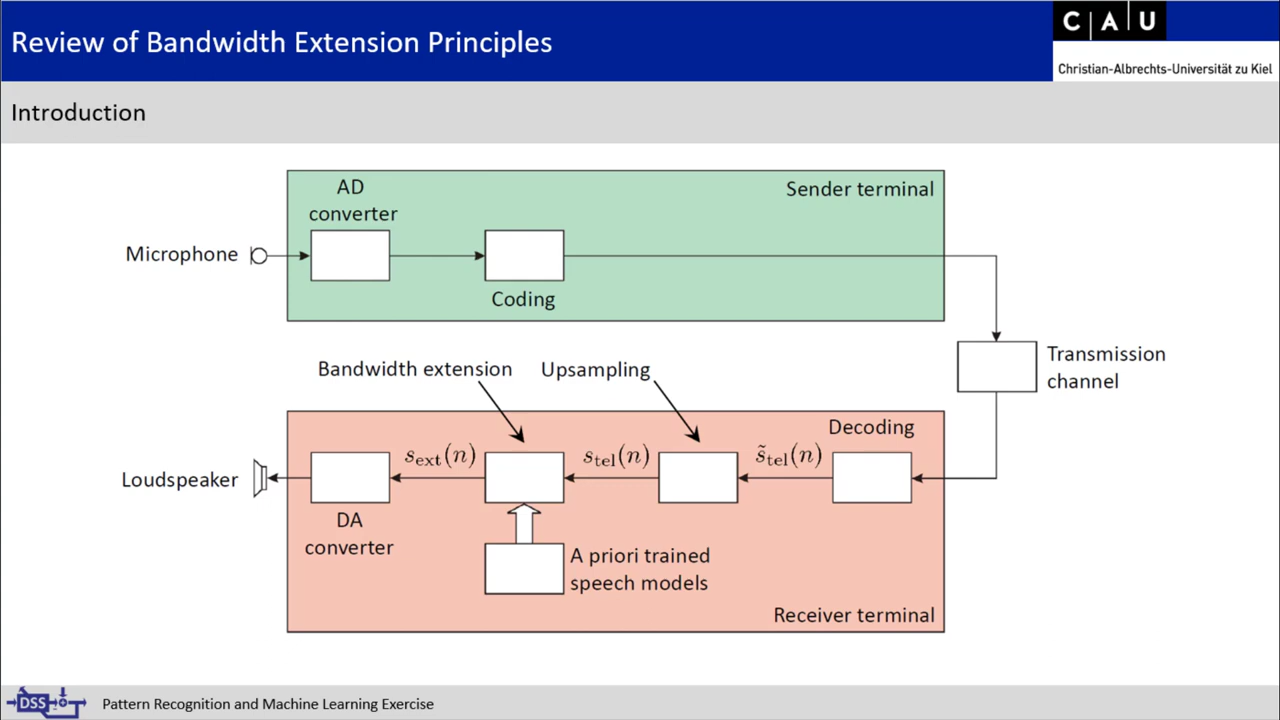 Review of Bandwidth Extension Principles
C|A|U
Christian-Albrechts-Universität zu Kiel
Introduction
AD
converter
Sender terminal
Microphone
Coding
Transmission
channel
Bandwidth extension
Upsampling
Decoding
s_ext(n)
s_tel(n)
s̃_tel(n)
Loudspeaker
DA
converter
A priori trained
speech models
Receiver terminal
DSS
Pattern Recognition and Machine Learning Exercise